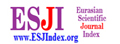 ESJI
www.ESJIndex.org
Eurasian
Scientific
Journal
Index